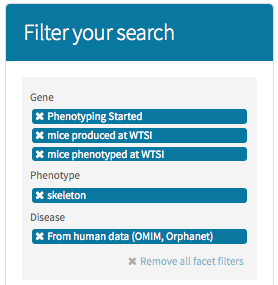 Filter your search
Gene
✖ Phenotyping Started
✖ mice produced at WTSI
✖ mice phenotyped at WTSI
Phenotype
✖ skeleton
Disease
✖ From human data (OMIM, Orphanet)
✖ Remove all facet filters